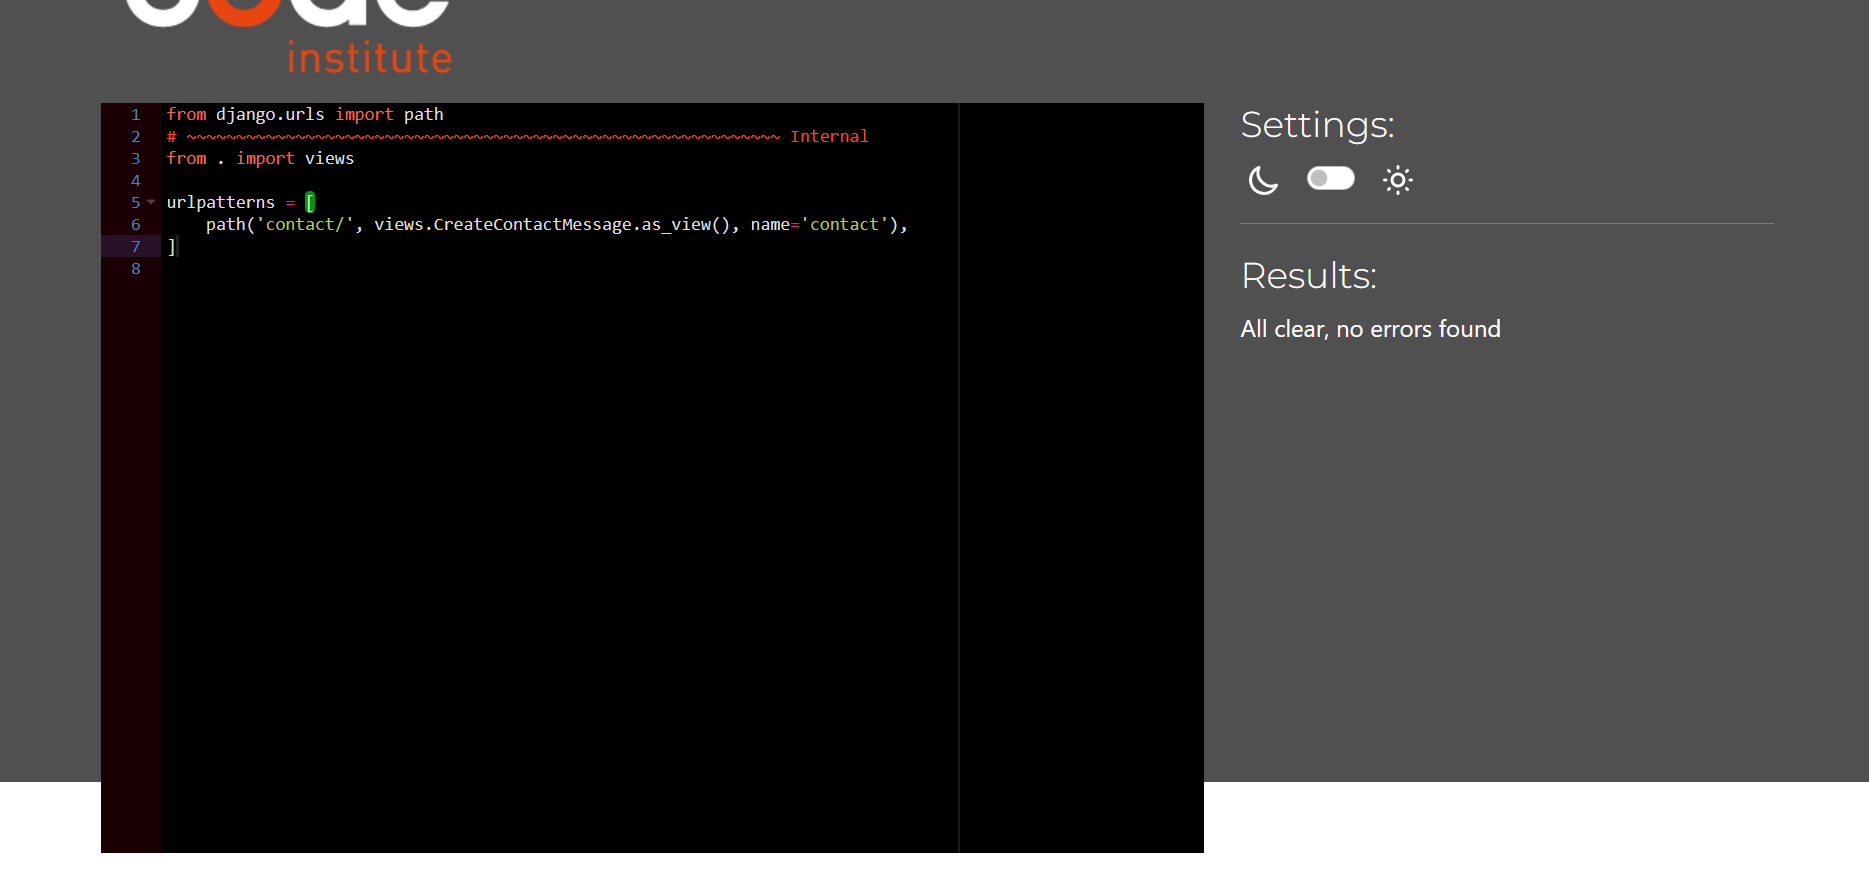 code
institute
1 from django.urls import path
2 # ~~~~~~~~~~~~~~~~~~~~~~~~~~~~~~~~~~~~~~~~~~~~~~~~~~~~~~~~~~~~ Internal
3 from . import views
4
5 urlpatterns = [
6     path('contact/', views.CreateContactMessage.as_view(), name='contact'),
7 ]
8
Settings:
Results:
All clear, no errors found